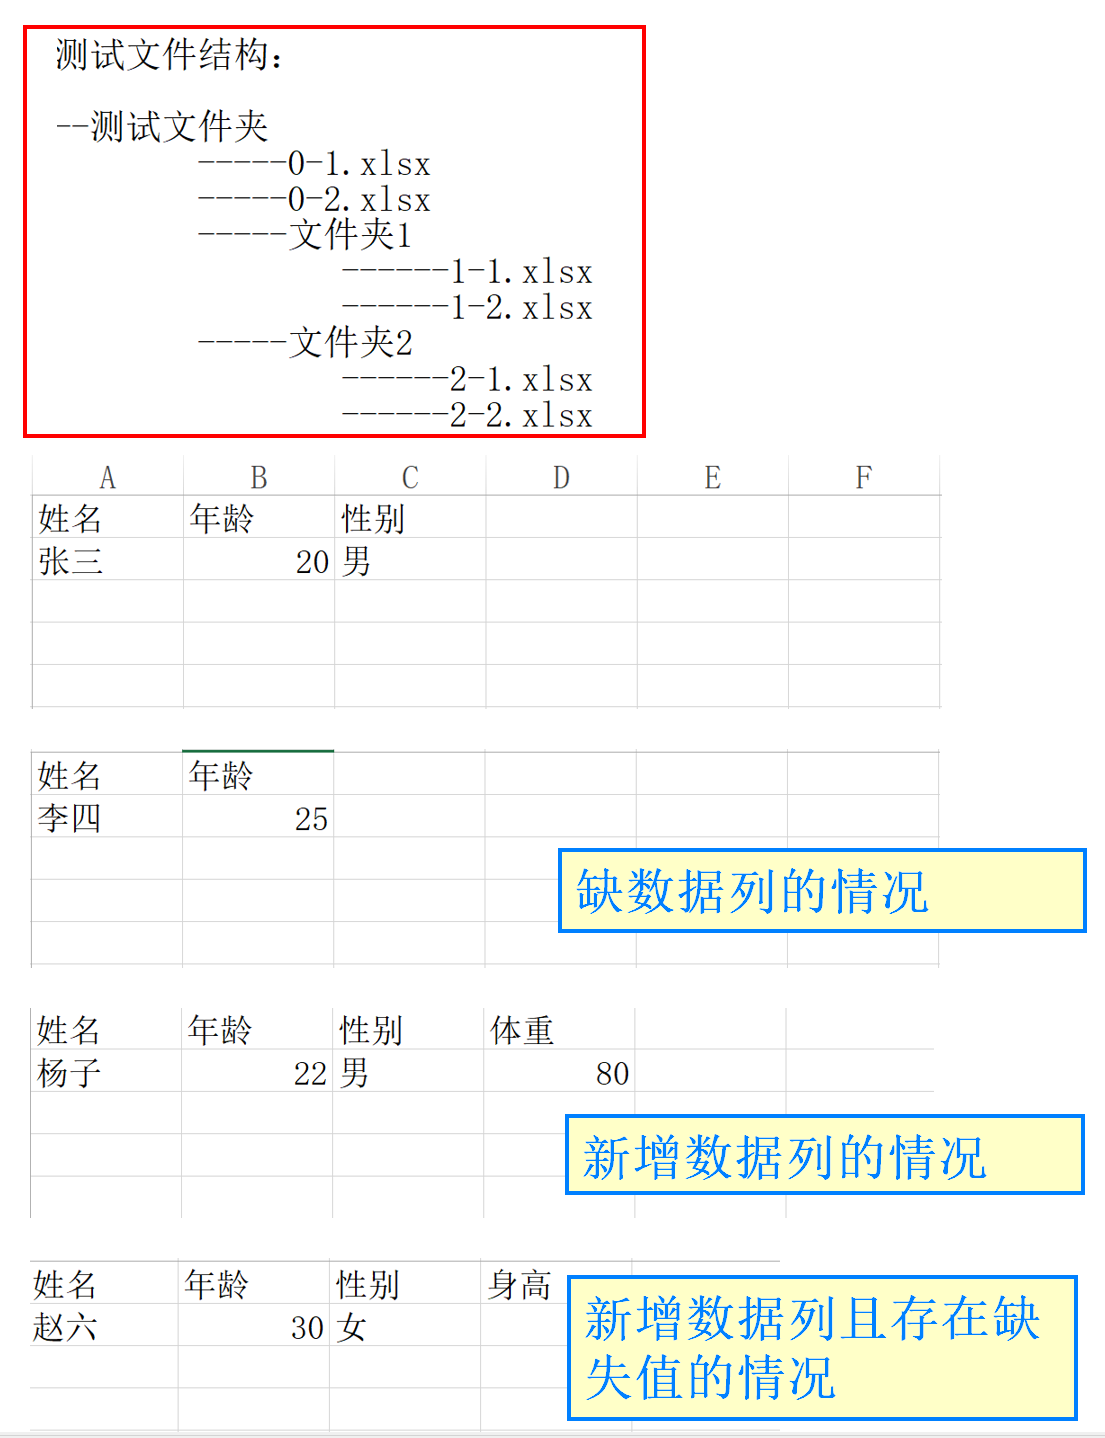 测试文件结构：
--测试文件夹
-----0-1.xlsx
-----0-2.xlsx
-----文件夹1
------1-1.xlsx
------1-2.xlsx
-----文件夹2
------2-1.xlsx
------2-2.xlsx
A B C D E F
姓名 年龄 性别
张三 20 男
姓名 年龄
李四 25
缺数据列的情况
姓名 年龄 性别 体重
杨子 22 男 80
新增数据列的情况
姓名 年龄 性别 身高
赵六 30 女
新增数据列且存在缺
失值的情况